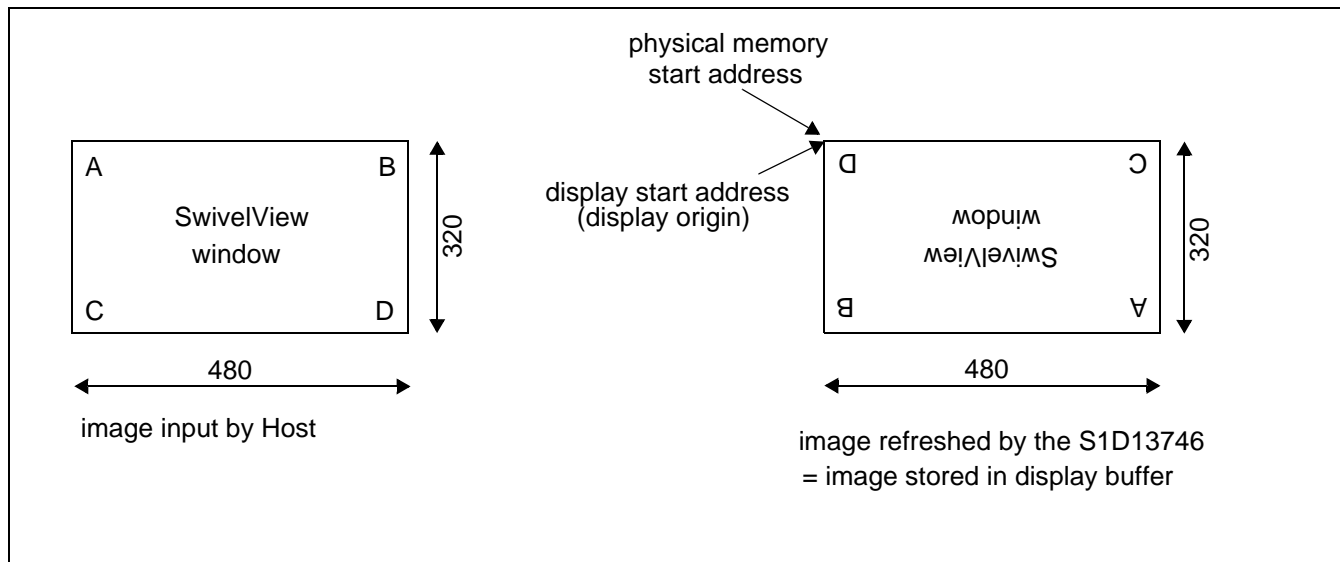 physical memory
start address
A
B
SwivelView
window
C
D
320
480
image input by Host
display start address
(display origin)
D
C
window
SwivelView
B
A
320
480
image refreshed by the S1D13746
= image stored in display buffer